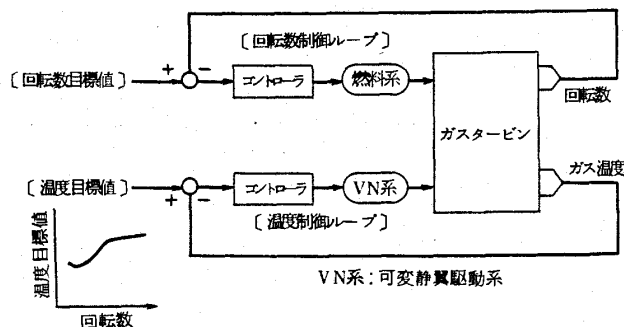 〔回転数制御ループ〕
〔回転数目標値〕
+
−
コントローラ
燃料系
回転数
ガスタービン
ガス温度
〔温度目標値〕
+
−
コントローラ
VN系
〔温度制御ループ〕
温度目標値
回転数
VN系:可変静翼駆動系